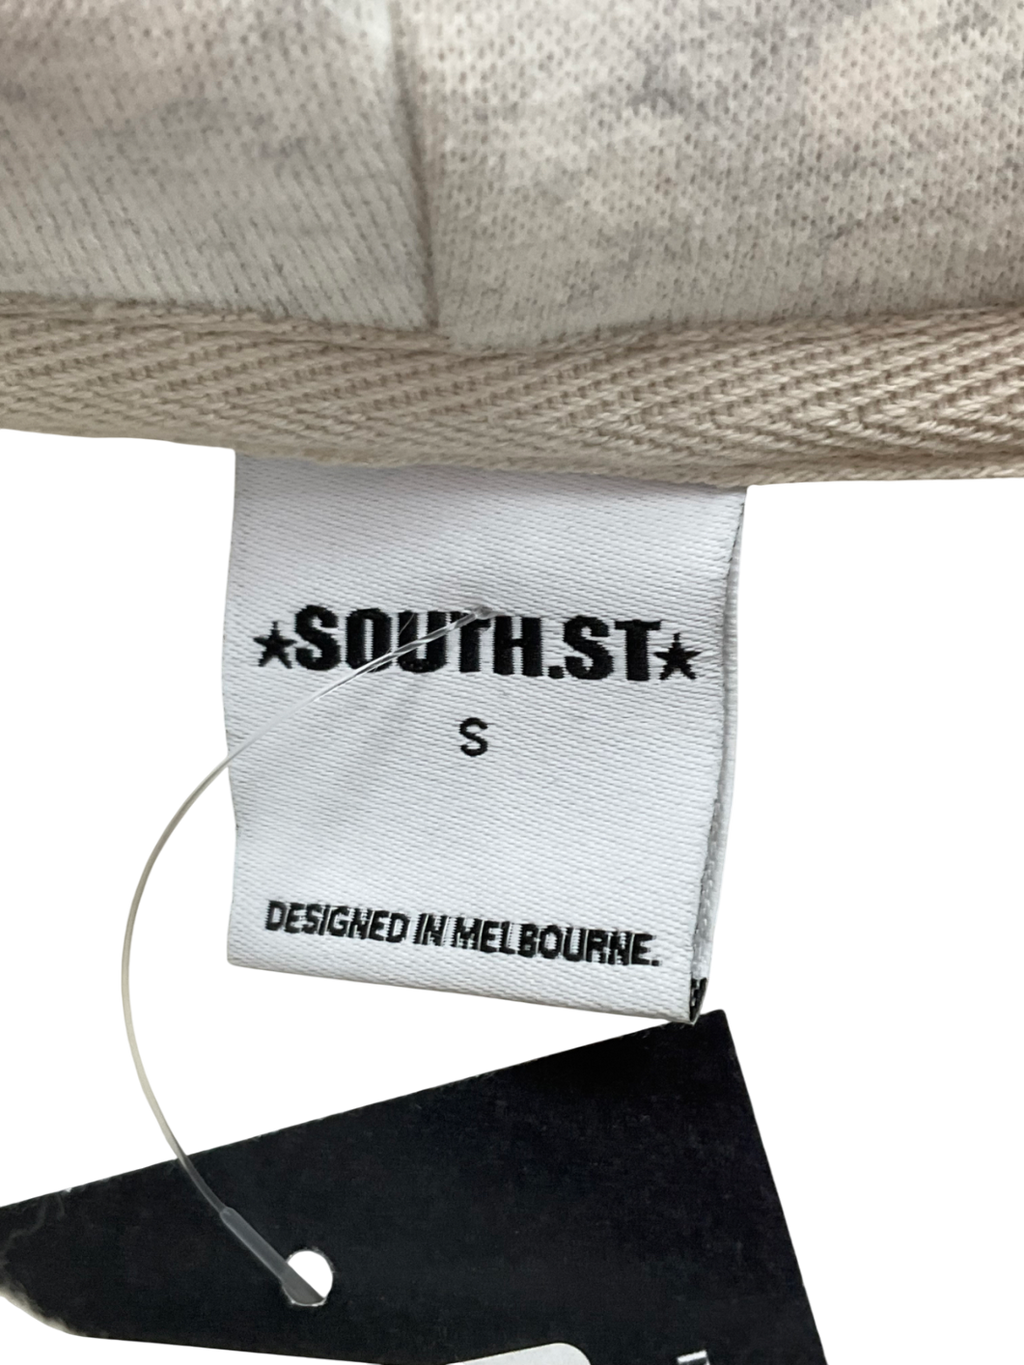 ★SOUTH.ST★
S
DESIGNED IN MELBOURNE.